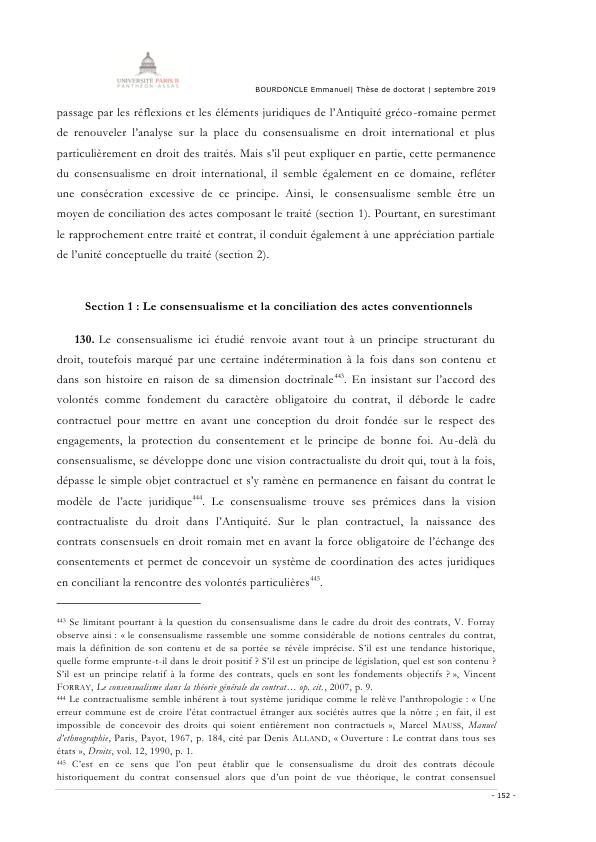 UNIVERSITÉ PARIS II
PANTHÉON-ASSAS
BOURDONCLE Emmanuel| Thèse de doctorat | septembre 2019
passage par les réflexions et les éléments juridiques de l’Antiquité gréco-romaine permet
de renouveler l’analyse sur la place du consensualisme en droit international et plus
particulièrement en droit des traités. Mais s’il peut expliquer en partie, cette permanence
du consensualisme en droit international, il semble également en ce domaine, refléter
une consécration excessive de ce principe. Ainsi, le consensualisme semble être un
moyen de conciliation des actes composant le traité (section 1). Pourtant, en surestimant
le rapprochement entre traité et contrat, il conduit également à une appréciation partiale
de l’unité conceptuelle du traité (section 2).
Section 1 : Le consensualisme et la conciliation des actes conventionnels
130. Le consensualisme ici étudié renvoie avant tout à un principe structurant du
droit, toutefois marqué par une certaine indétermination à la fois dans son contenu et
dans son histoire en raison de sa dimension doctrinale443. En insistant sur l’accord des
volontés comme fondement du caractère obligatoire du contrat, il déborde le cadre
contractuel pour mettre en avant une conception du droit fondée sur le respect des
engagements, la protection du consentement et le principe de bonne foi. Au-delà du
consensualisme, se développe donc une vision contractualiste du droit qui, tout à la fois,
dépasse le simple objet contractuel et s’y ramène en permanence en faisant du contrat le
modèle de l’acte juridique444. Le consensualisme trouve ses prémices dans la vision
contractualiste du droit dans l’Antiquité. Sur le plan contractuel, la naissance des
contrats consensuels en droit romain met en avant la force obligatoire de l’échange des
consentements et permet de concevoir un système de coordination des actes juridiques
en conciliant la rencontre des volontés particulières445.
443 Se limitant pourtant à la question du consensualisme dans le cadre du droit des contrats, V. Forray
observe ainsi : « le consensualisme rassemble une somme considérable de notions centrales du contrat,
mais la définition de son contenu et de sa portée se révèle imprécise. S’il est une tendance historique,
quelle forme emprunte-t-il dans le droit positif ? S’il est un principe de législation, quel est son contenu ?
S’il est un principe relatif à la forme des contrats, quels en sont les fondements objectifs ? », Vincent
FORRAY, Le consensualisme dans la théorie générale du contrat… op. cit., 2007, p. 9.
444 Le contractualisme semble inhérent à tout système juridique comme le relève l’anthropologie : « Une
erreur commune est de croire l’état contractuel étranger aux sociétés autres que la nôtre ; en fait, il est
impossible de concevoir des droits qui soient entièrement non contractuels », Marcel MAUSS, Manuel
d’ethnographie, Paris, Payot, 1967, p. 184, cité par Denis ALLAND, « Ouverture : Le contrat dans tous ses
états », Droits, vol. 12, 1990, p. 1.
445 C’est en ce sens que l’on peut établir que le consensualisme du droit des contrats découle
historiquement du contrat consensuel alors que d’un point de vue théorique, le contrat consensuel
- 152 -